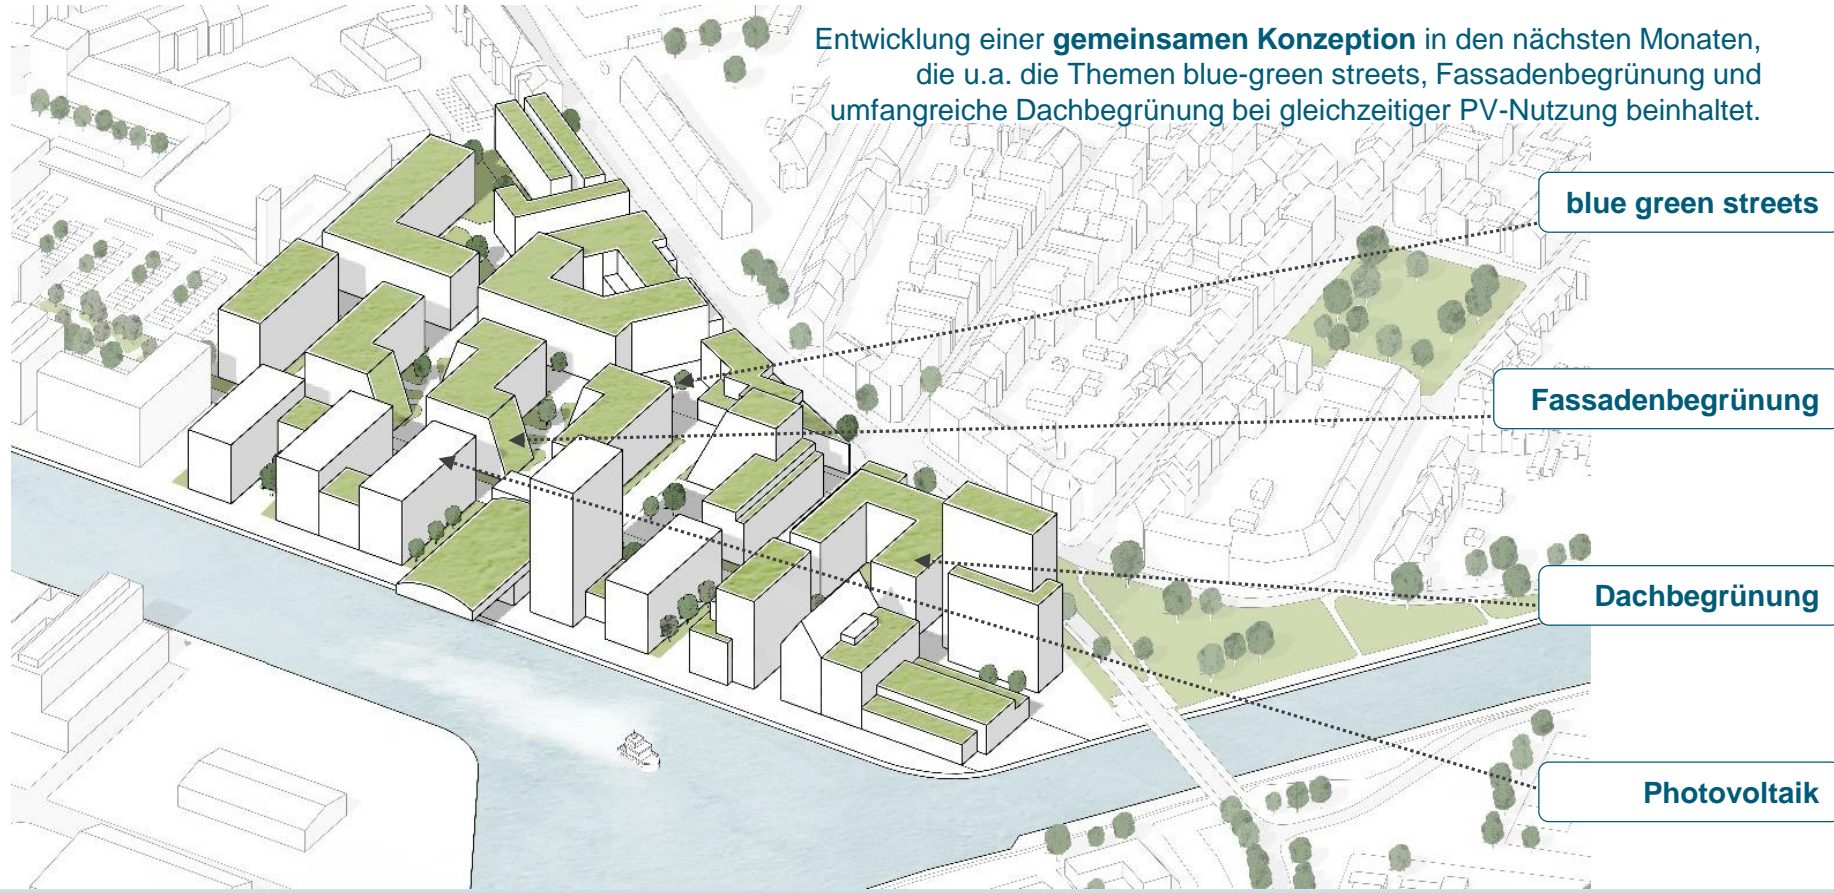 Entwicklung einer gemeinsamen Konzeption in den nächsten Monaten,
die u.a. die Themen blue-green streets, Fassadenbegrünung und
umfangreiche Dachbegrünung bei gleichzeitiger PV-Nutzung beinhaltet.
blue green streets
Fassadenbegrünung
Dachbegrünung
Photovoltaik